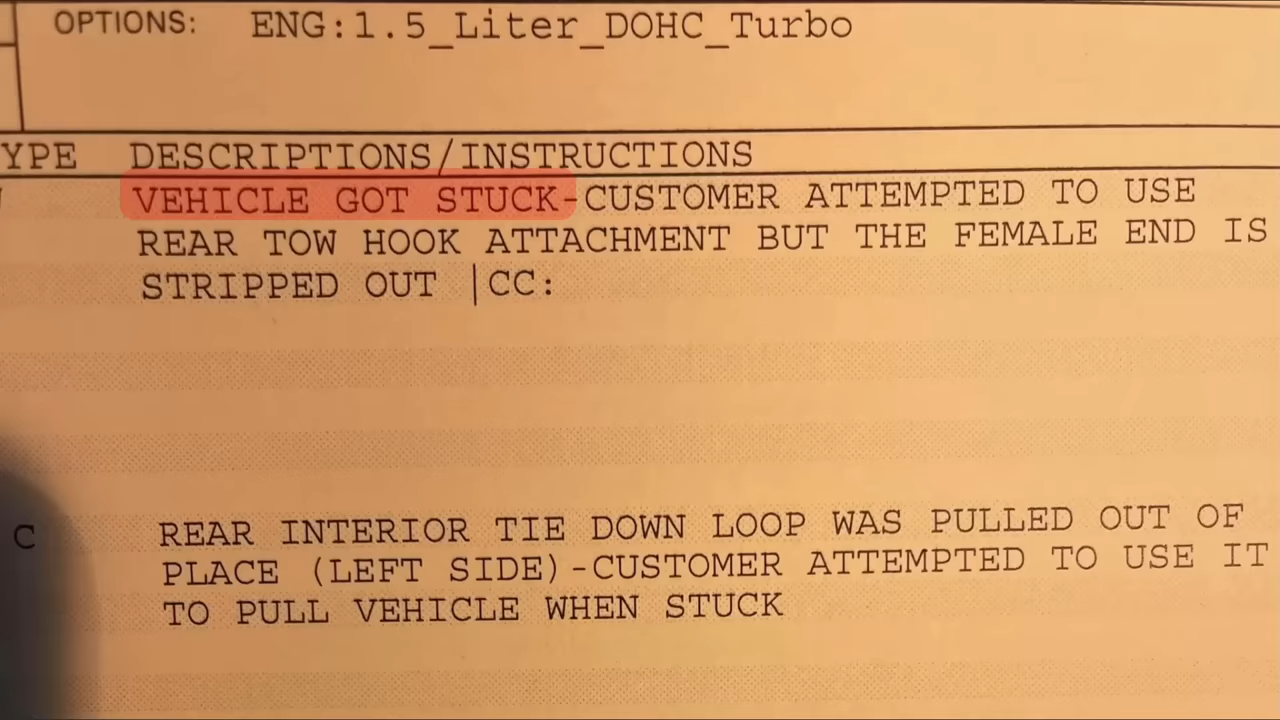 OPTIONS: ENG:1.5_Liter_DOHC_Turbo
YPE DESCRIPTIONS/INSTRUCTIONS
VEHICLE GOT STUCK-CUSTOMER ATTEMPTED TO USE
REAR TOW HOOK ATTACHMENT BUT THE FEMALE END IS
STRIPPED OUT |CC:
C REAR INTERIOR TIE DOWN LOOP WAS PULLED OUT OF
PLACE (LEFT SIDE)-CUSTOMER ATTEMPTED TO USE IT
TO PULL VEHICLE WHEN STUCK